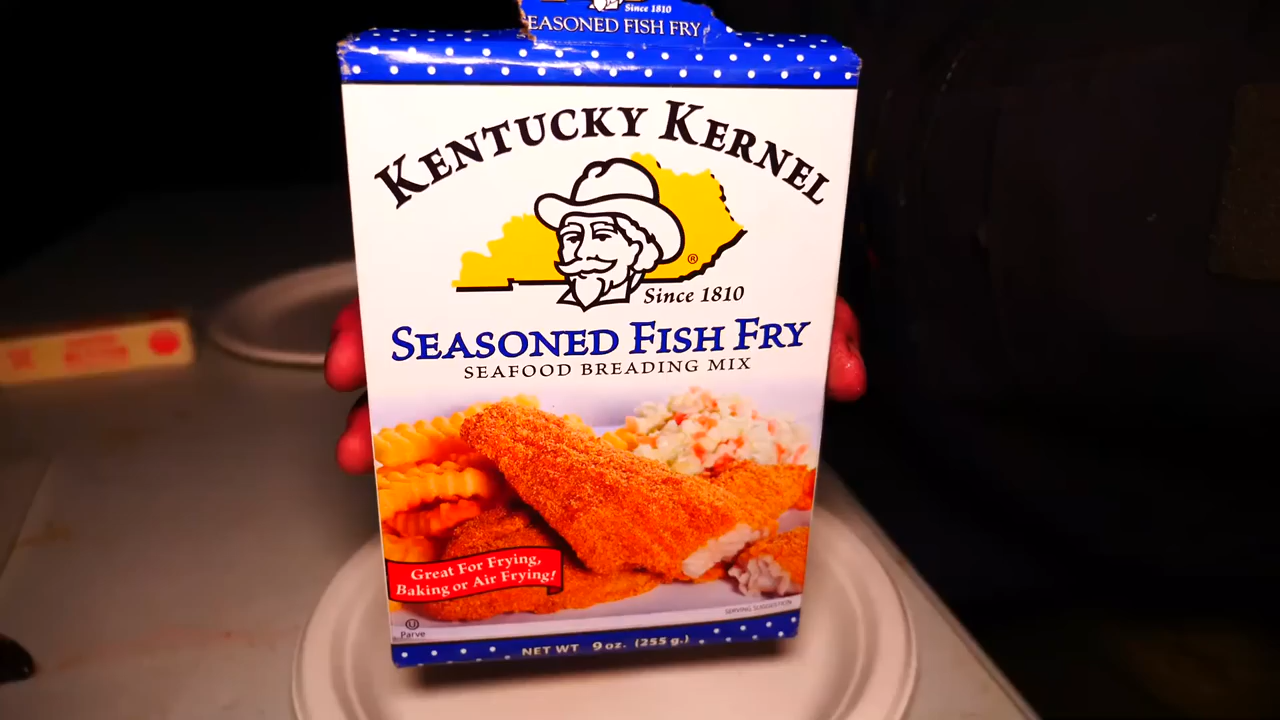 Since 1810
SEASONED FISH FRY
KENTUCKY KERNEL
®
Since 1810
SEASONED FISH FRY
SEAFOOD BREADING MIX
Great For Frying,
Baking or Air Frying!
SERVING SUGGESTION
U
Parve
NET WT 9 oz. (255 g.)